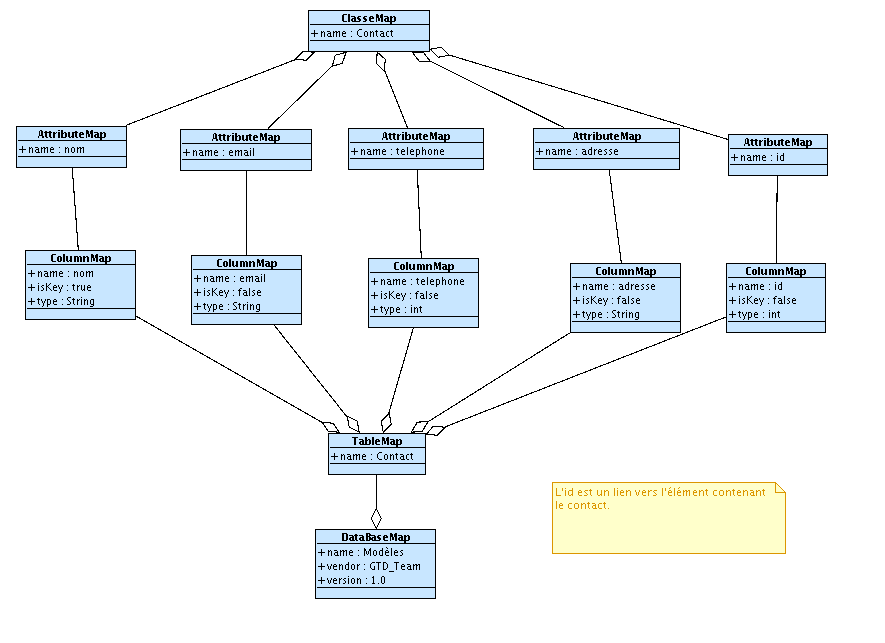 ClasseMap
+name : Contact
AttributeMap
+name : nom
AttributeMap
+name : email
AttributeMap
+name : telephone
AttributeMap
+name : adresse
AttributeMap
+name : id
ColumnMap
+name : nom
+isKey : true
+type : String
ColumnMap
+name : email
+isKey : false
+type : String
ColumnMap
+name : telephone
+isKey : false
+type : int
ColumnMap
+name : adresse
+isKey : false
+type : String
ColumnMap
+name : id
+isKey : false
+type : int
TableMap
+name : Contact
L'id est un lien vers l'élément contenant
le contact.
DataBaseMap
+name : Modèles
+vendor : GTD_Team
+version : 1.0